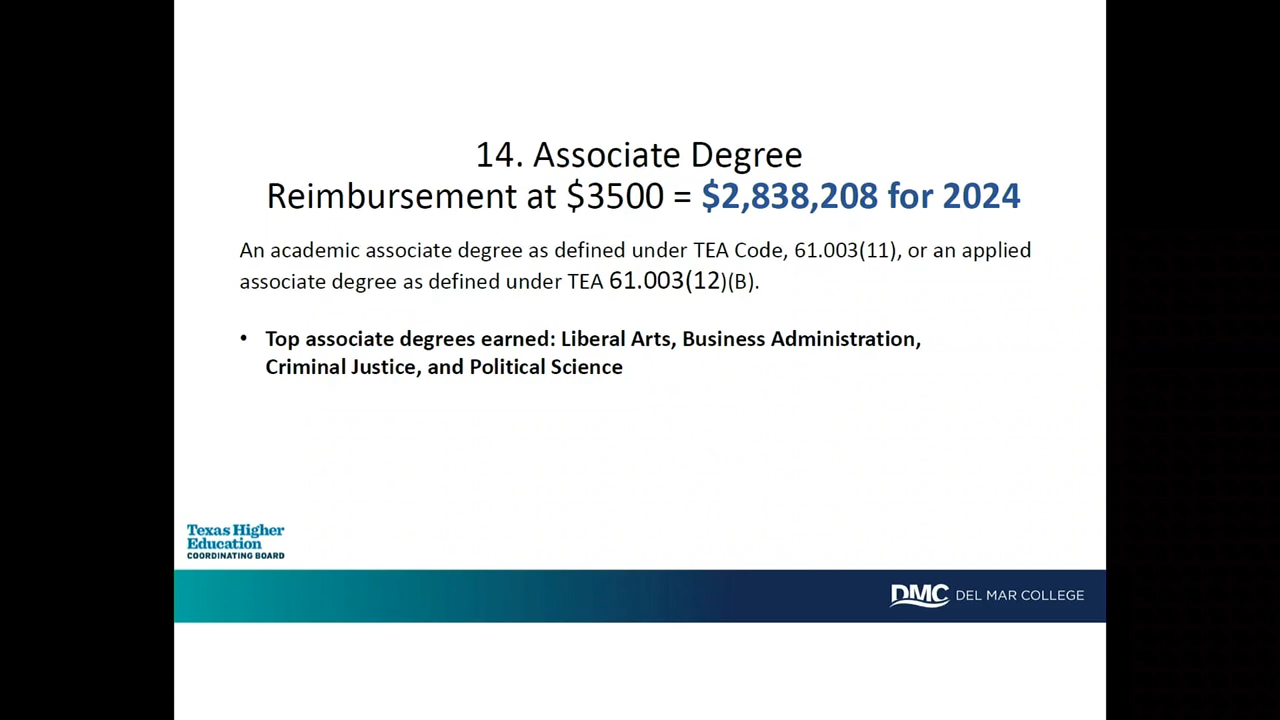 14. Associate Degree
Reimbursement at $3500 = $2,838,208 for 2024
An academic associate degree as defined under TEA Code, 61.003(11), or an applied
associate degree as defined under TEA 61.003(12)(B).
• Top associate degrees earned: Liberal Arts, Business Administration,
Criminal Justice, and Political Science
Texas Higher
Education
COORDINATING BOARD
DMC DEL MAR COLLEGE